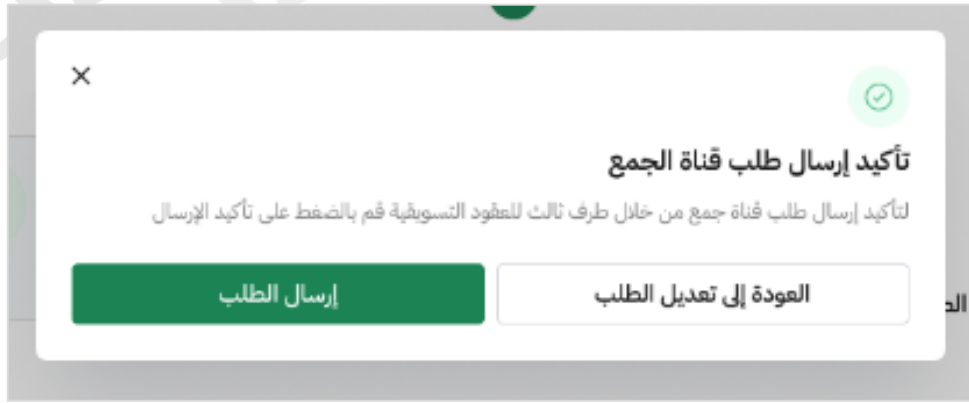 تأكيد إرسال طلب قناة الجمع
لتأكيد إرسال طلب قناة جمع من خلال طرف ثالث للعقود التسويقية قم بالضغط على تأكيد الإرسال
العودة إلى تعديل الطلب
إرسال الطلب